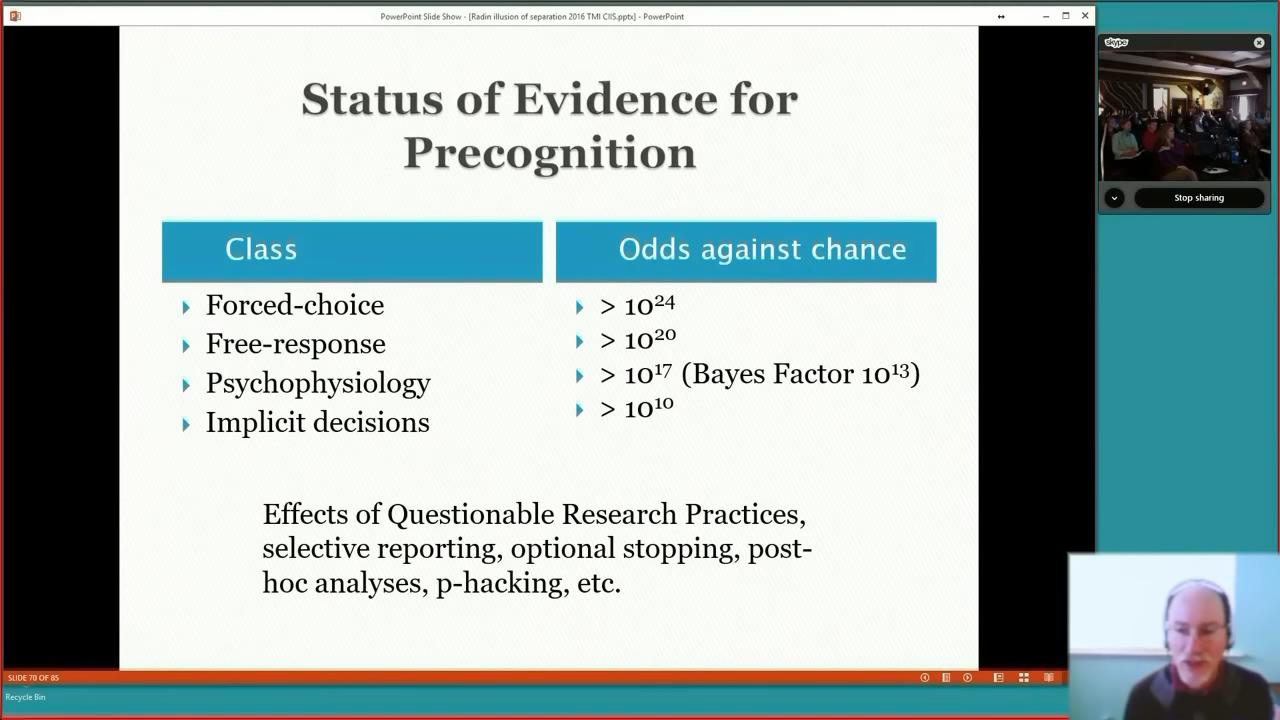 PowerPoint Slide Show - [Radin illusion of separation 2016 TMI CIIS.pptx] - PowerPoint
skype
Status of Evidence for
Precognition
Stop sharing
Class
Odds against chance
Forced-choice
> 10²⁴
Free-response
> 10²⁰
Psychophysiology
> 10¹⁷ (Bayes Factor 10¹³)
Implicit decisions
> 10¹⁰
Effects of Questionable Research Practices,
selective reporting, optional stopping, post-
hoc analyses, p-hacking, etc.
SLIDE 70 OF 85
Recycle Bin